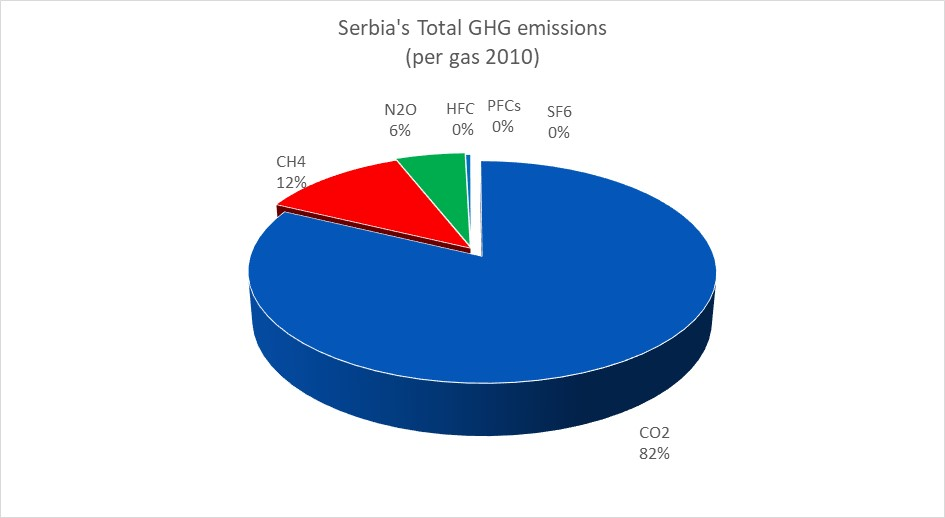 Serbia's Total GHG emissions
(per gas 2010)
CH4
12%
N2O
6%
HFC
0%
PFCs
0%
SF6
0%
CO2
82%